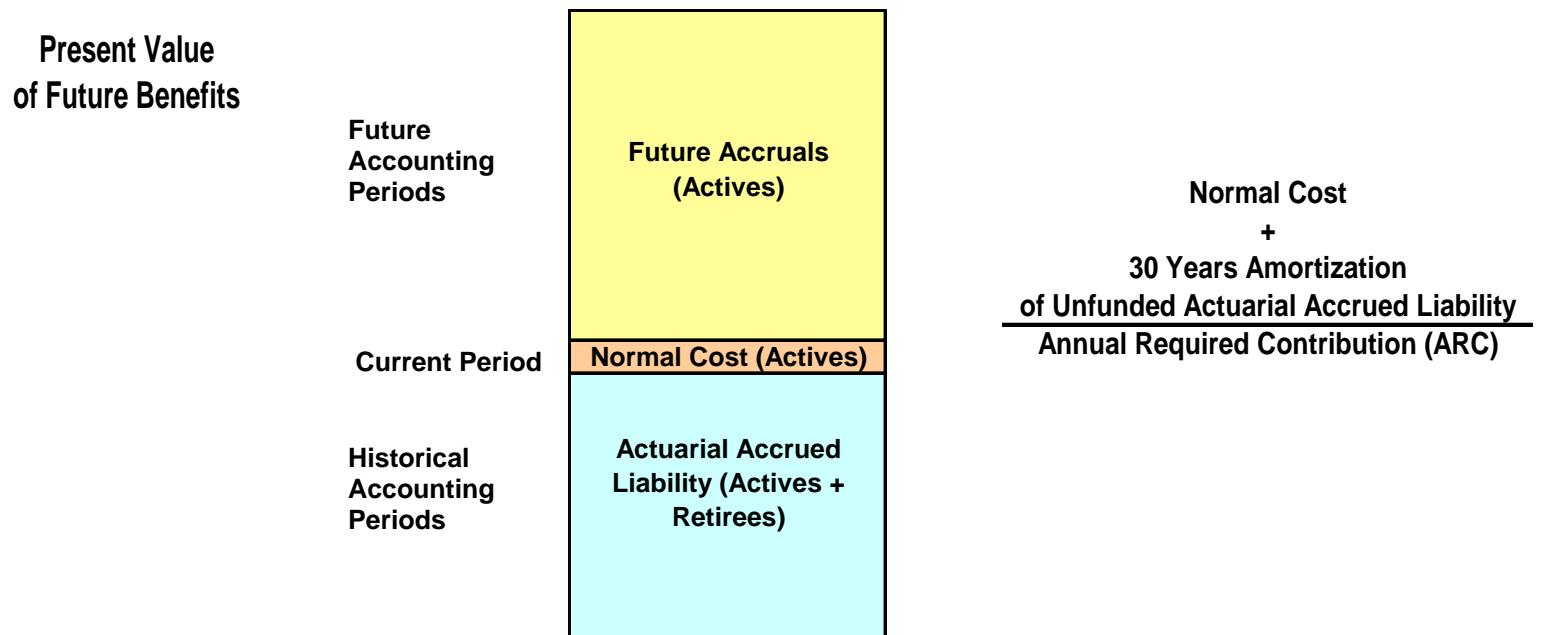 Present Value
of Future Benefits
Future
Accounting
Periods
Future Accruals
(Actives)
Current Period
Normal Cost (Actives)
Historical
Accounting
Periods
Actuarial Accrued
Liability (Actives +
Retirees)
Normal Cost
+
30 Years Amortization
of Unfunded Actuarial Accrued Liability
Annual Required Contribution (ARC)